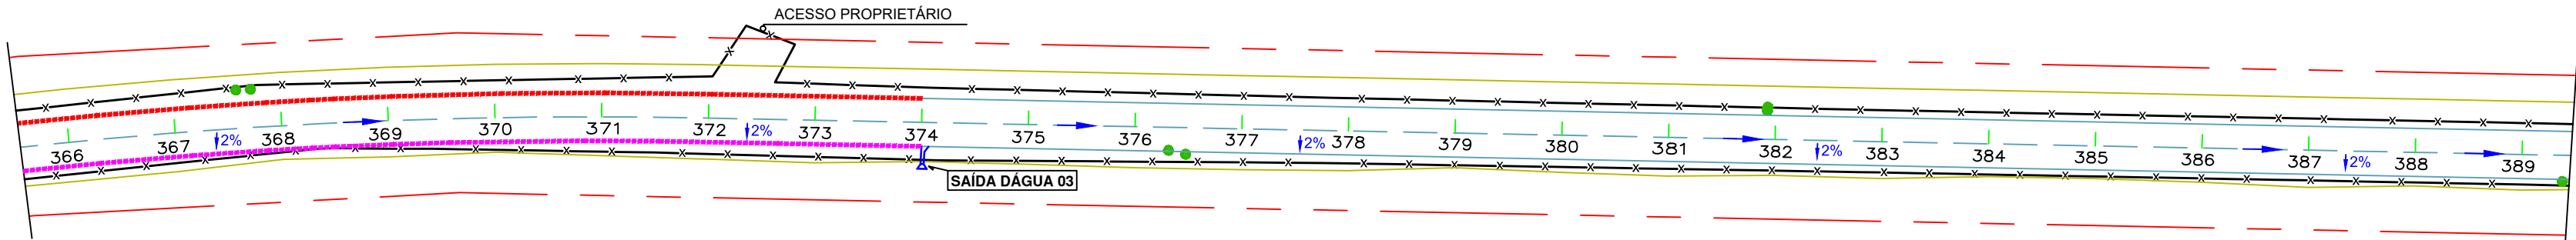 ACESSO PROPRIETÁRIO
366 367 368 369 370 371 372 373 374 375 376 377 378 379 380 381 382 383 384 385 386 387 388 389
2% 2% 2% 2% 2%
SAÍDA DÁGUA 03